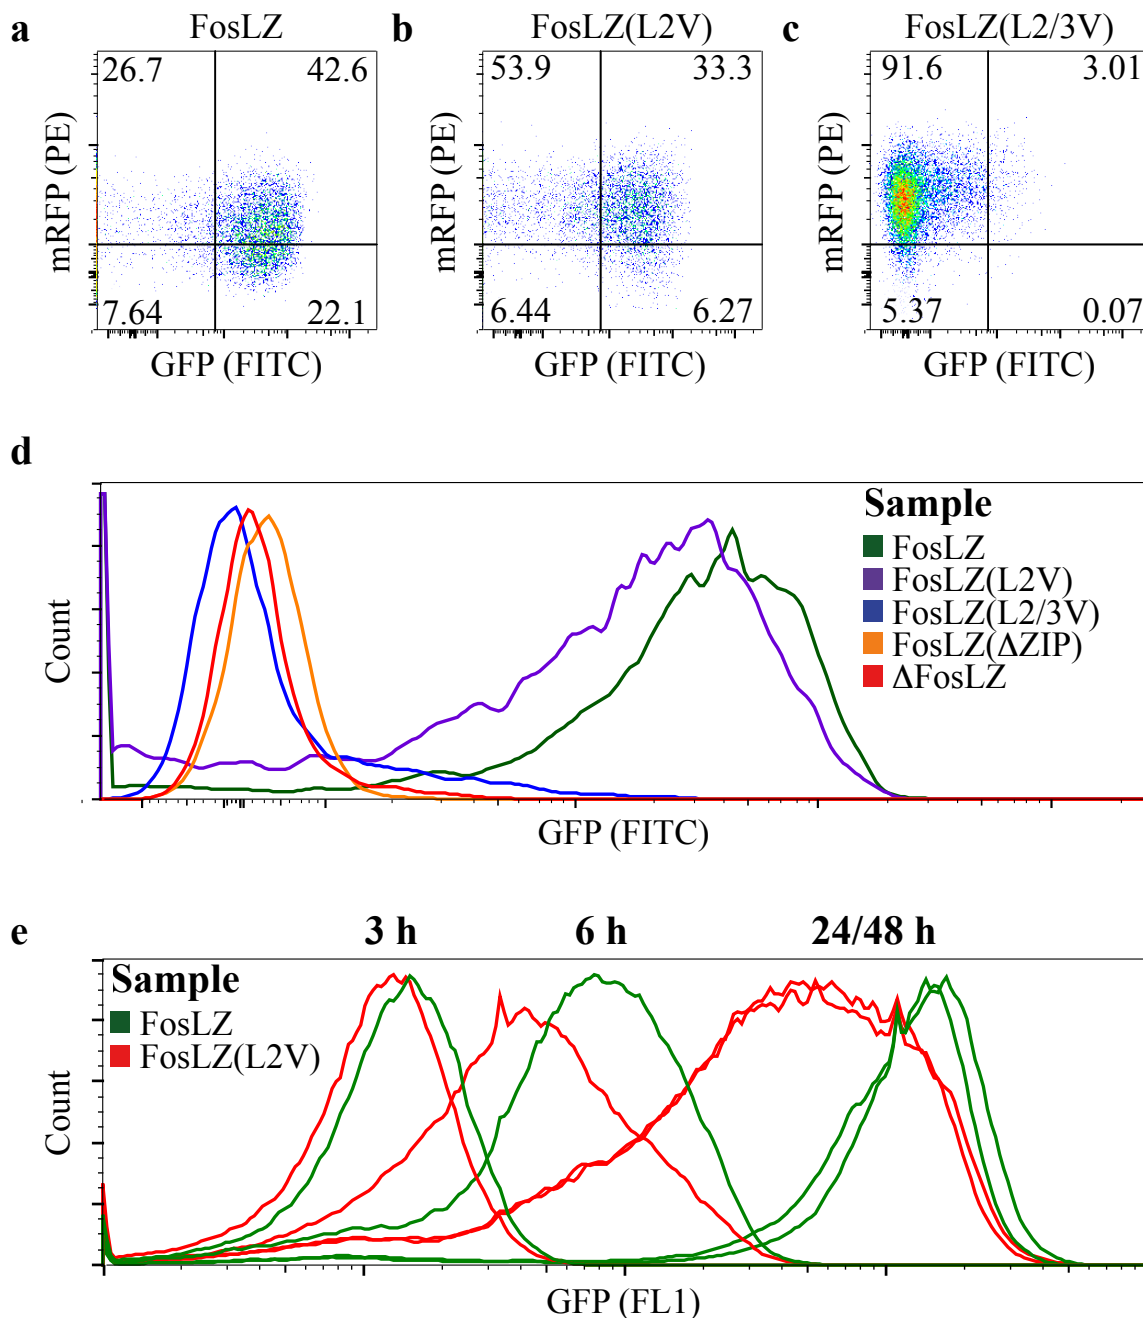 a FosLZ
26.7 42.6
7.64 22.1
mRFP (PE)
GFP (FITC)
b FosLZ(L2V)
53.9 33.3
6.44 6.27
mRFP (PE)
GFP (FITC)
c FosLZ(L2/3V)
91.6 3.01
5.37 0.07
mRFP (PE)
GFP (FITC)
d
Count
GFP (FITC)
Sample
FosLZ
FosLZ(L2V)
FosLZ(L2/3V)
FosLZ(ΔZIP)
ΔFosLZ
e
3 h 6 h 24/48 h
Sample
FosLZ
FosLZ(L2V)
Count
GFP (FL1)